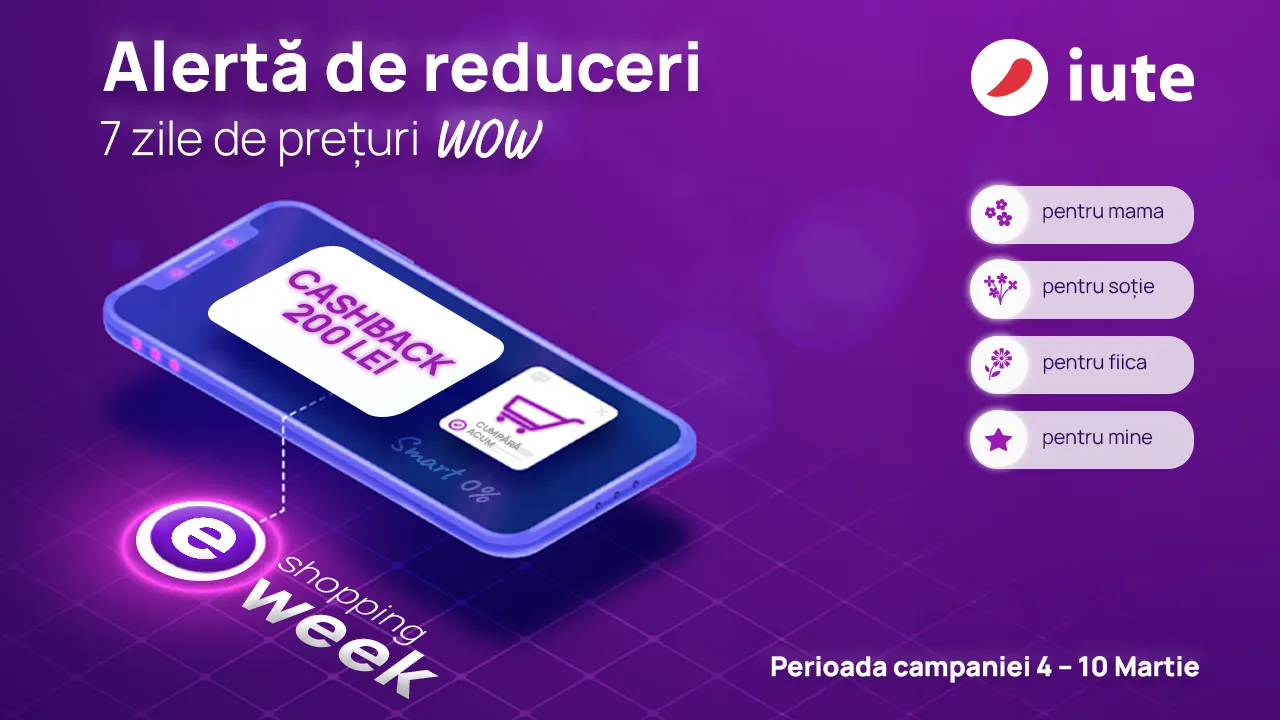 Alertă de reduceri
7 zile de prețuri WOW
iute
pentru mama
pentru soție
pentru fiica
pentru mine
CASHBACK
200 LEI
CUMPĂRĂ
ACUM
Smart 0%
e
shopping
week
Perioada campaniei 4 – 10 Martie